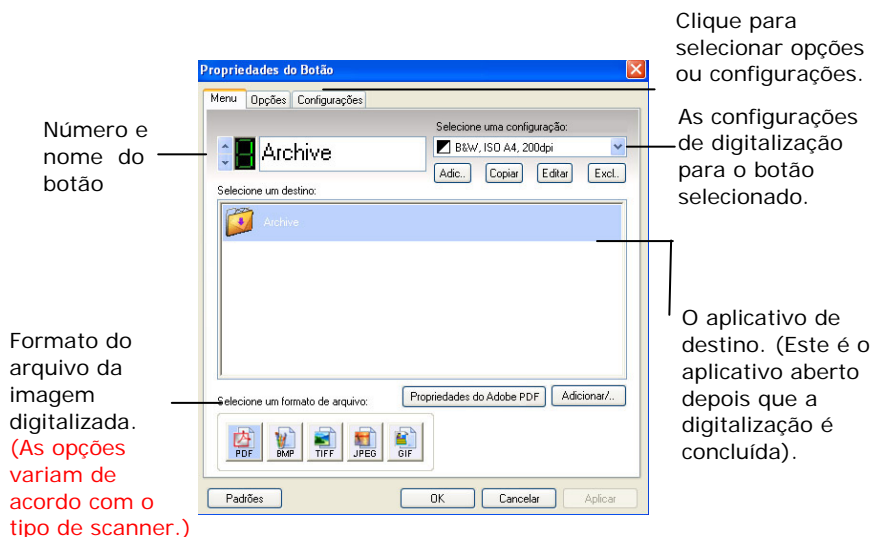 Clique para
selecionar opções
ou configurações.
Propriedades do Botão
Menu Opções Configurações
Número e
nome do
botão
Archive
Selecione uma configuração:
B&W, ISO A4, 200dpi
Adic.. Copiar Editar Excl..
As configurações
de digitalização
para o botão
selecionado.
Selecione um destino:
Archive
O aplicativo de
destino. (Este é o
aplicativo aberto
depois que a
digitalização é
concluída).
Formato do
arquivo da
imagem
digitalizada.
(As opções
variam de
acordo com o
tipo de scanner.)
Selecione um formato de arquivo:
Propriedades do Adobe PDF Adicionar/..
PDF BMP TIFF JPEG GIF
Padrões OK Cancelar Aplicar